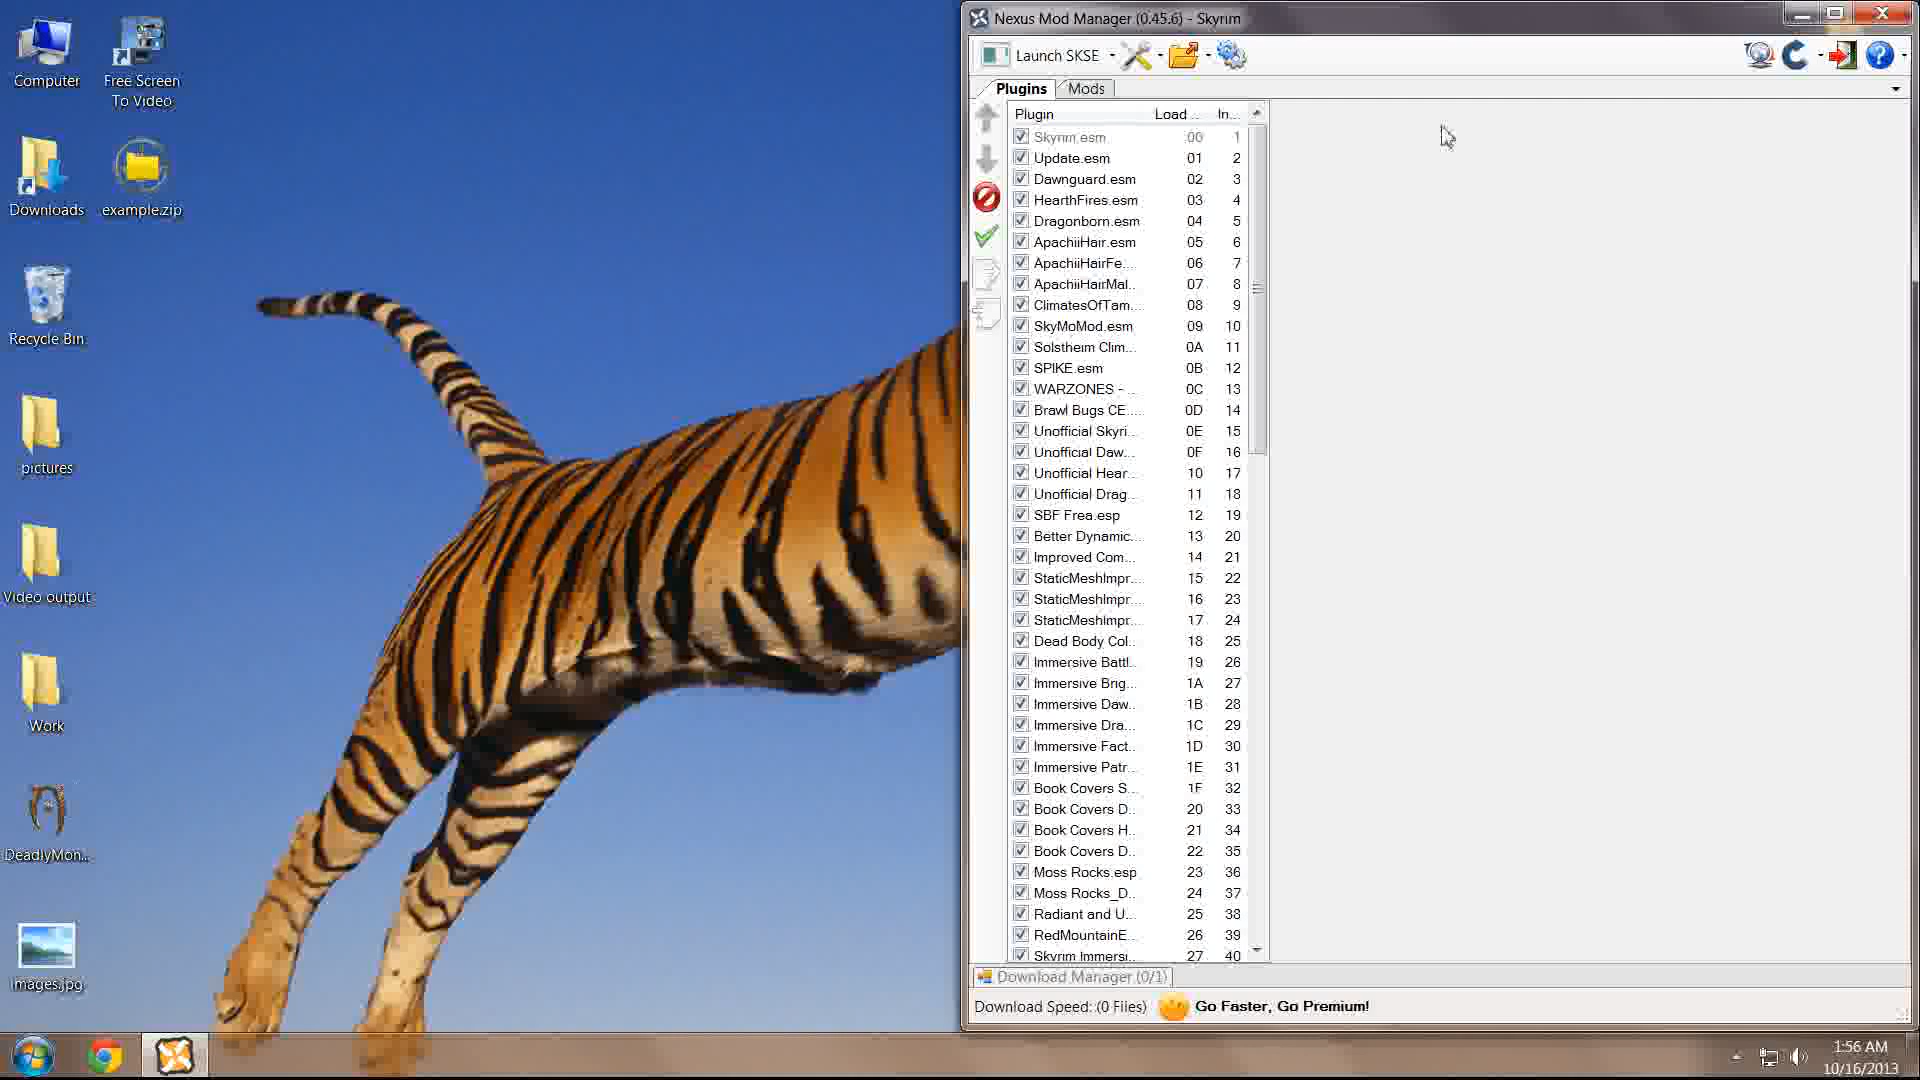 Computer
Free Screen To Video
Downloads
example.zip
Recycle Bin
pictures
Video output
Work
DeadlyMon...
images.jpg
Nexus Mod Manager (0.45.6) - Skyrim
Launch SKSE
Plugins Mods
Plugin Load ... In...
Skyrim.esm 00 1
Update.esm 01 2
Dawnguard.esm 02 3
HearthFires.esm 03 4
Dragonborn.esm 04 5
ApachiiHair.esm 05 6
ApachiiHairFe... 06 7
ApachiiHairMal... 07 8
ClimatesOfTam... 08 9
SkyMoMod.esm 09 10
Solstheim Clim... 0A 11
SPIKE.esm 0B 12
WARZONES - ... 0C 13
Brawl Bugs CE.... 0D 14
Unofficial Skyri... 0E 15
Unofficial Daw... 0F 16
Unofficial Hear... 10 17
Unofficial Drag... 11 18
SBF Frea.esp 12 19
Better Dynamic... 13 20
Improved Com... 14 21
StaticMeshImpr... 15 22
StaticMeshImpr... 16 23
StaticMeshImpr... 17 24
Dead Body Col... 18 25
Immersive Battl... 19 26
Immersive Brig... 1A 27
Immersive Daw... 1B 28
Immersive Dra... 1C 29
Immersive Fact... 1D 30
Immersive Patr... 1E 31
Book Covers S... 1F 32
Book Covers D... 20 33
Book Covers H... 21 34
Book Covers D... 22 35
Moss Rocks.esp 23 36
Moss Rocks_D... 24 37
Radiant and U... 25 38
RedMountainE... 26 39
Skyrim Immersi... 27 40
Download Manager (0/1)
Download Speed: (0 Files) Go Faster, Go Premium!
1:56 AM
10/16/2013